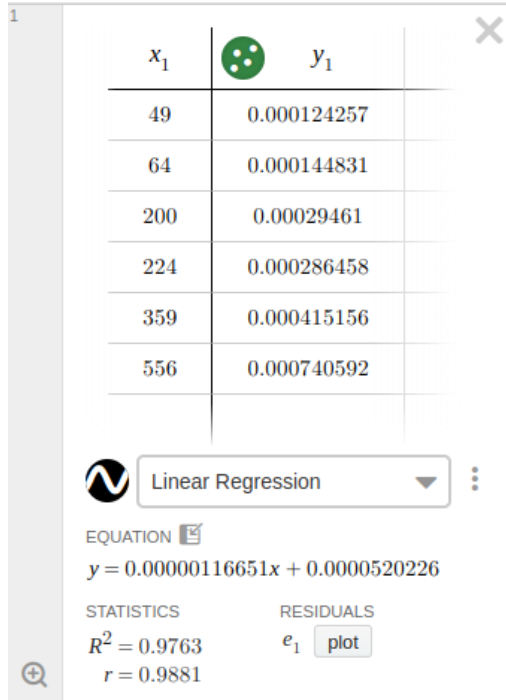 1
x₁ y₁
49 0.000124257
64 0.000144831
200 0.00029461
224 0.000286458
359 0.000415156
556 0.000740592
Linear Regression
EQUATION
y = 0.00000116651x + 0.0000520226
STATISTICS RESIDUALS
R² = 0.9763 e₁ plot
r = 0.9881